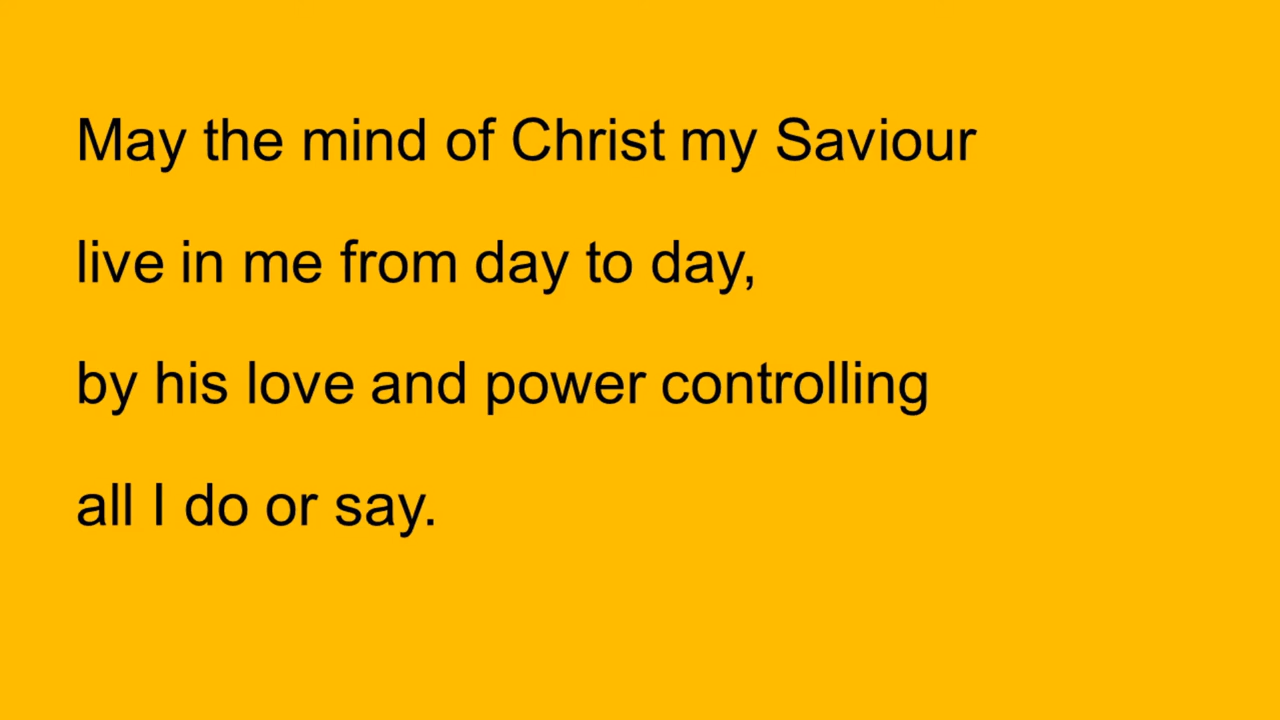 May the mind of Christ my Saviour
live in me from day to day,
by his love and power controlling
all I do or say.